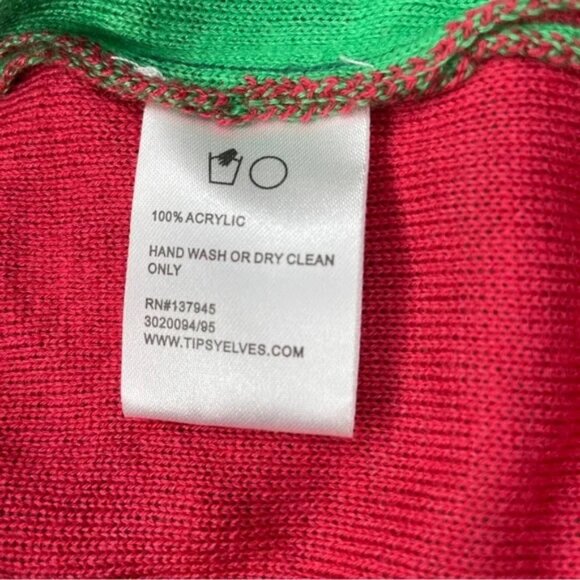 100% ACRYLIC
HAND WASH OR DRY CLEAN
ONLY
RN#137945
3020094/95
WWW.TIPSYELVES.COM